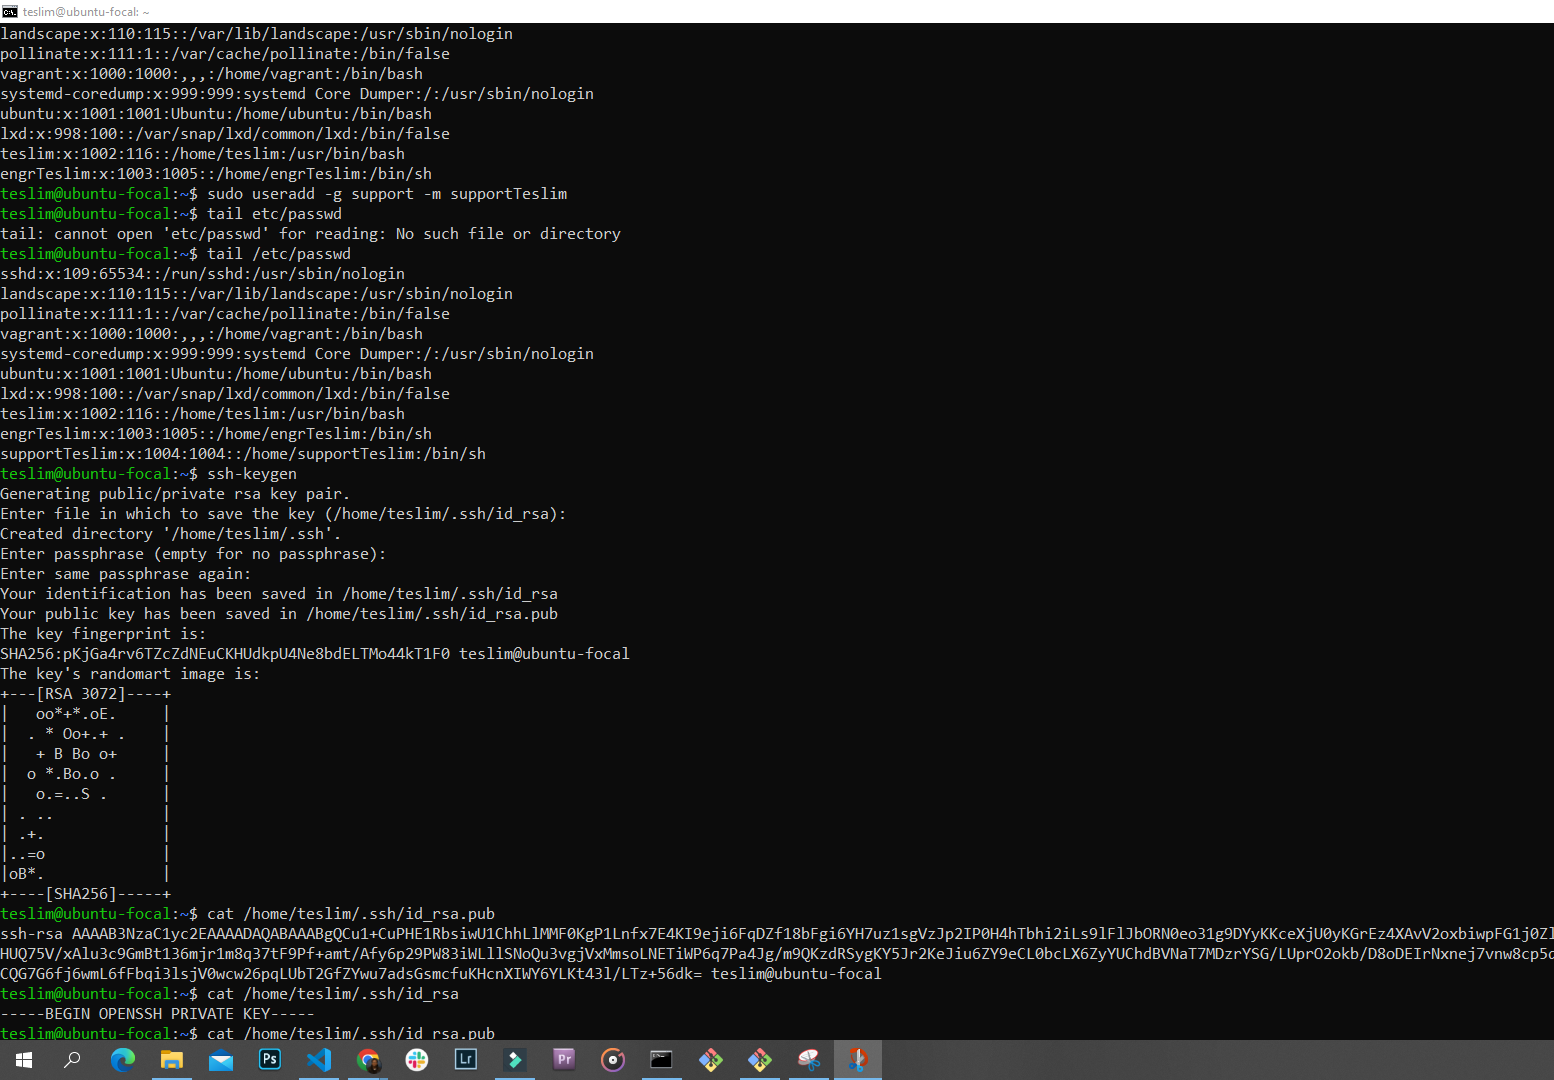 teslim@ubuntu-focal: ~
landscape:x:110:115::/var/lib/landscape:/usr/sbin/nologin
pollinate:x:111:1::/var/cache/pollinate:/bin/false
vagrant:x:1000:1000:,,,:/home/vagrant:/bin/bash
systemd-coredump:x:999:999:systemd Core Dumper:/:/usr/sbin/nologin
ubuntu:x:1001:1001:Ubuntu:/home/ubuntu:/bin/bash
lxd:x:998:100::/var/snap/lxd/common/lxd:/bin/false
teslim:x:1002:116::/home/teslim:/usr/bin/bash
engrTeslim:x:1003:1005::/home/engrTeslim:/bin/sh
teslim@ubuntu-focal:~$ sudo useradd -g support -m supportTeslim
teslim@ubuntu-focal:~$ tail etc/passwd
tail: cannot open 'etc/passwd' for reading: No such file or directory
teslim@ubuntu-focal:~$ tail /etc/passwd
sshd:x:109:65534::/run/sshd:/usr/sbin/nologin
landscape:x:110:115::/var/lib/landscape:/usr/sbin/nologin
pollinate:x:111:1::/var/cache/pollinate:/bin/false
vagrant:x:1000:1000:,,,:/home/vagrant:/bin/bash
systemd-coredump:x:999:999:systemd Core Dumper:/:/usr/sbin/nologin
ubuntu:x:1001:1001:Ubuntu:/home/ubuntu:/bin/bash
lxd:x:998:100::/var/snap/lxd/common/lxd:/bin/false
teslim:x:1002:116::/home/teslim:/usr/bin/bash
engrTeslim:x:1003:1005::/home/engrTeslim:/bin/sh
supportTeslim:x:1004:1004::/home/supportTeslim:/bin/sh
teslim@ubuntu-focal:~$ ssh-keygen
Generating public/private rsa key pair.
Enter file in which to save the key (/home/teslim/.ssh/id_rsa):
Created directory '/home/teslim/.ssh'.
Enter passphrase (empty for no passphrase):
Enter same passphrase again:
Your identification has been saved in /home/teslim/.ssh/id_rsa
Your public key has been saved in /home/teslim/.ssh/id_rsa.pub
The key fingerprint is:
SHA256:pKjGa4rv6TZcZdNEuCKHUdkpU4Ne8bdELTMo44kT1F0 teslim@ubuntu-focal
The key's randomart image is:
+---[RSA 3072]----+
|   oo*+*.oE.     |
|  . * Oo+.+ .    |
|   + B Bo o+     |
|  o *.Bo.o .     |
|   o.=..S .      |
| . ..            |
| .+.             |
|..=o             |
|oB*.             |
+----[SHA256]-----+
teslim@ubuntu-focal:~$ cat /home/teslim/.ssh/id_rsa.pub
ssh-rsa AAAAB3NzaC1yc2EAAAADAQABAAABgQCu1+CuPHE1RbsiwU1ChhLlMMF0KgP1Lnfx7E4KI9eji6FqDZf18bFgi6YH7uz1sgVzJp2IP0H4hTbhi2iLs9lFlJbORN0eo31g9DYyKKceXjU0yKGrEz4XAvV2oxbiwpFG1j0Zl
HUQ75V/xAlu3c9GmBt136mjr1m8q37tF9Pf+amt/Afy6p29PW83iWLllSNoQu3vgjVxMmsoLNETiWP6q7Pa4Jg/m9QKzdRSygKY5Jr2KeJiu6ZY9eCL0bcLX6ZyYUChdBVNaT7MDzrYSG/LUprO2okb/D8oDEIrNxnej7vnw8cp5d
CQG7G6fj6wmL6fFbqi3lsjV0wcw26pqLUbT2GfZYwu7adsGsmcfuKHcnXIWY6YLKt43l/LTz+56dk= teslim@ubuntu-focal
teslim@ubuntu-focal:~$ cat /home/teslim/.ssh/id_rsa
-----BEGIN OPENSSH PRIVATE KEY-----
teslim@ubuntu-focal:~$ cat /home/teslim/.ssh/id_rsa.pub
Ps
Lr
Pr